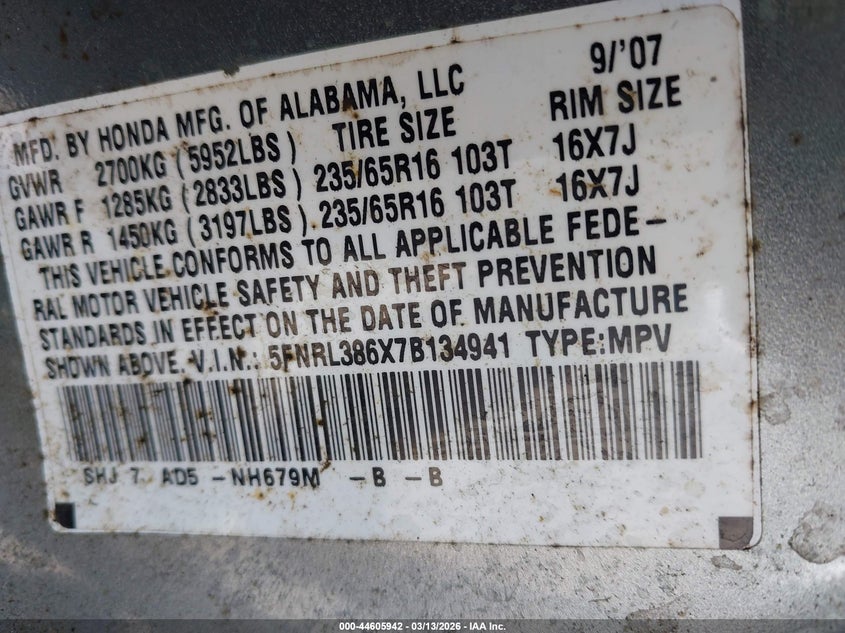 MFD. BY HONDA MFG. OF ALABAMA, LLC 9/'07
GVWR 2700KG (5952LBS) TIRE SIZE RIM SIZE
GAWR F 1285KG (2833LBS) 235/65R16 103T 16X7J
GAWR R 1450KG (3197LBS) 235/65R16 103T 16X7J
THIS VEHICLE CONFORMS TO ALL APPLICABLE FEDE-
RAL MOTOR VEHICLE SAFETY AND THEFT PREVENTION
STANDARDS IN EFFECT ON THE DATE OF MANUFACTURE
SHOWN ABOVE. V.I.N.: 5FNRL386X7B134941 TYPE:MPV
SHJ 7 AD5 -NH679M -B -B
000-44605942 | 03/13/2026 - IAA Inc.